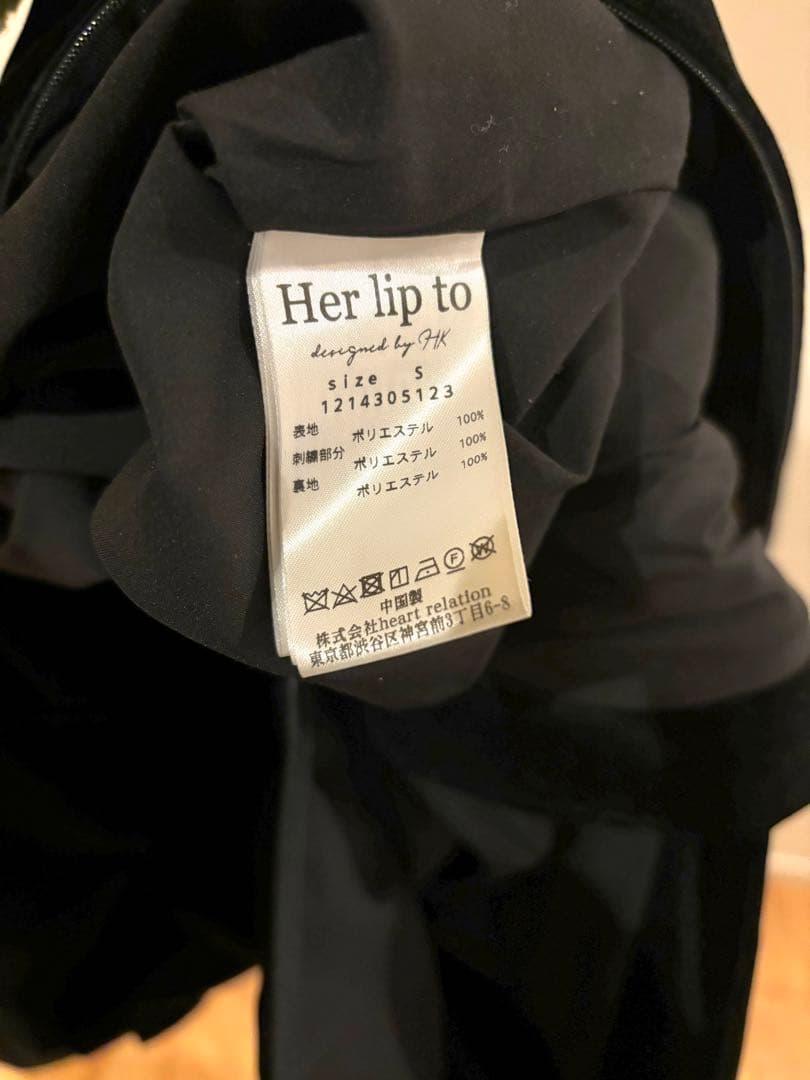 Her lip to
designed by HK
size S
1214305123
表地 ポリエステル 100%
刺繍部分 ポリエステル 100%
裏地 ポリエステル 100%
中国製
株式会社heart relation
東京都渋谷区神宮前3丁目6-8